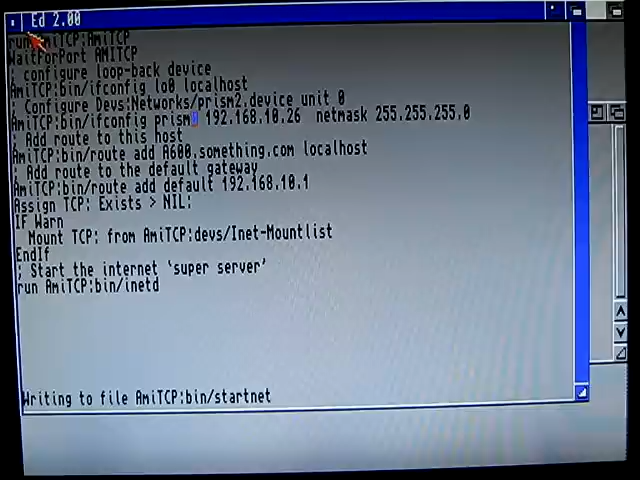 Ed 2.00
run AmiTCP:AmiTCP
WaitForPort AMITCP
; configure loop-back device
AmiTCP:bin/ifconfig lo0 localhost
; Configure Devs:Networks/prism2.device unit 0
AmiTCP:bin/ifconfig prism 192.168.10.26 netmask 255.255.255.0
; Add route to this host
AmiTCP:bin/route add A600.something.com localhost
; Add route to the default gateway
AmiTCP:bin/route add default 192.168.10.1
Assign TCP: Exists > NIL:
IF Warn
Mount TCP: from AmiTCP:devs/Inet-Mountlist
EndIf
; Start the internet 'super server'
run AmiTCP:bin/inetd
Writing to file AmiTCP:bin/startnet